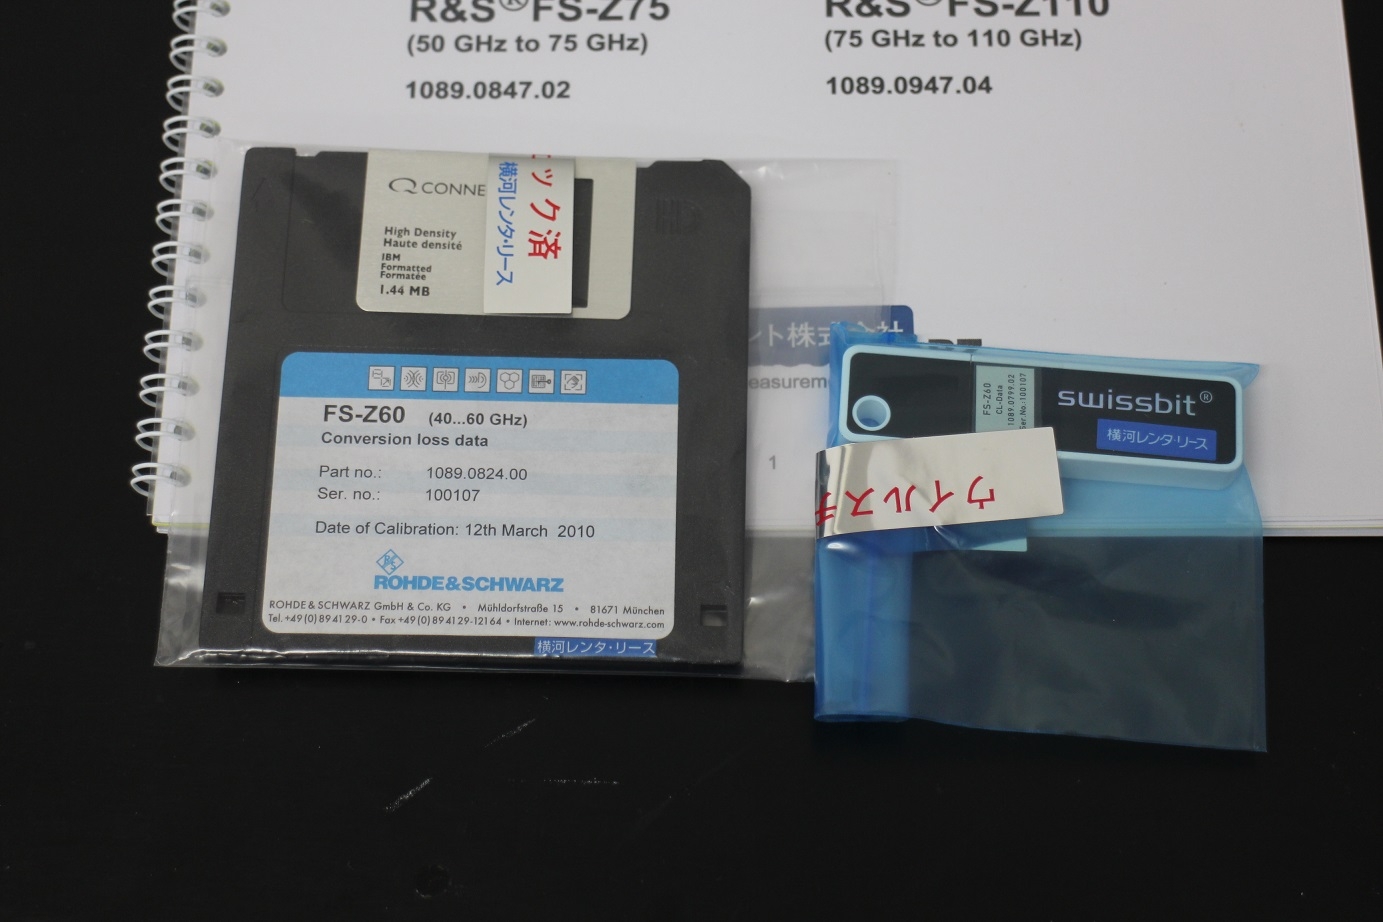 R&S®FS-Z75
(50 GHz to 75 GHz)
1089.0847.02
R&S®FS-Z110
(75 GHz to 110 GHz)
1089.0947.04
CONNE
High Density
Haute densité
IBM
Formatted
Formatée
1.44 MB
ック済
横河レンタ・リース
FS-Z60 (40...60 GHz)
Conversion loss data
Part no.: 1089.0824.00
Ser. no.: 100107
Date of Calibration: 12th March 2010
ROHDE&SCHWARZ
ROHDE & SCHWARZ GmbH & Co. KG • Mühldorfstraße 15 • 81671 München
Tel. +49 (0) 89 41 29-0 • Fax +49 (0) 89 41 29-12164 • Internet: www.rohde-schwarz.com
横河レンタ・リース
ント株式会社
easureme
1
FS-Z60
CL-Data
1089.0799.02
Ser.No.:100107
swissbit®
横河レンタ・リース
ウイルスチ